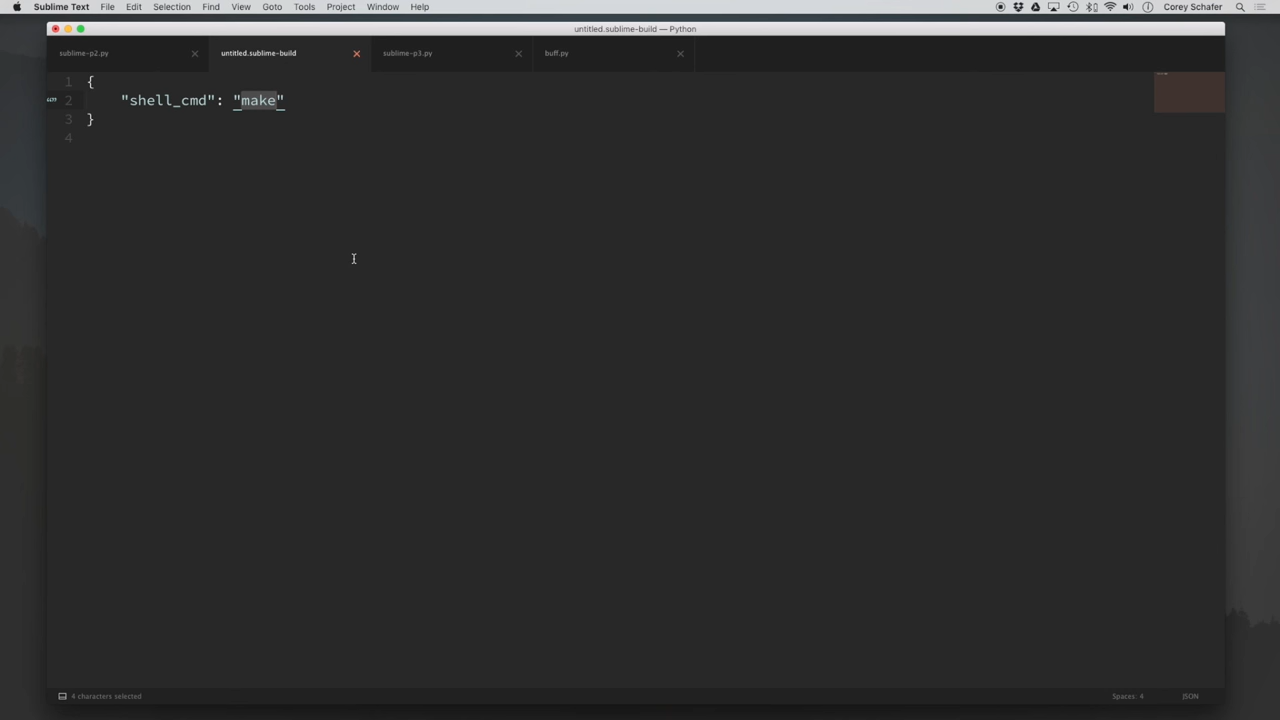 Sublime Text File Edit Selection Find View Goto Tools Project Window Help Corey Schafer
untitled.sublime-build — Python
sublime-p2.py untitled.sublime-build sublime-p3.py buff.py
1 {
2 "shell_cmd": "make"
3 }
4
4 characters selected Spaces: 4 JSON